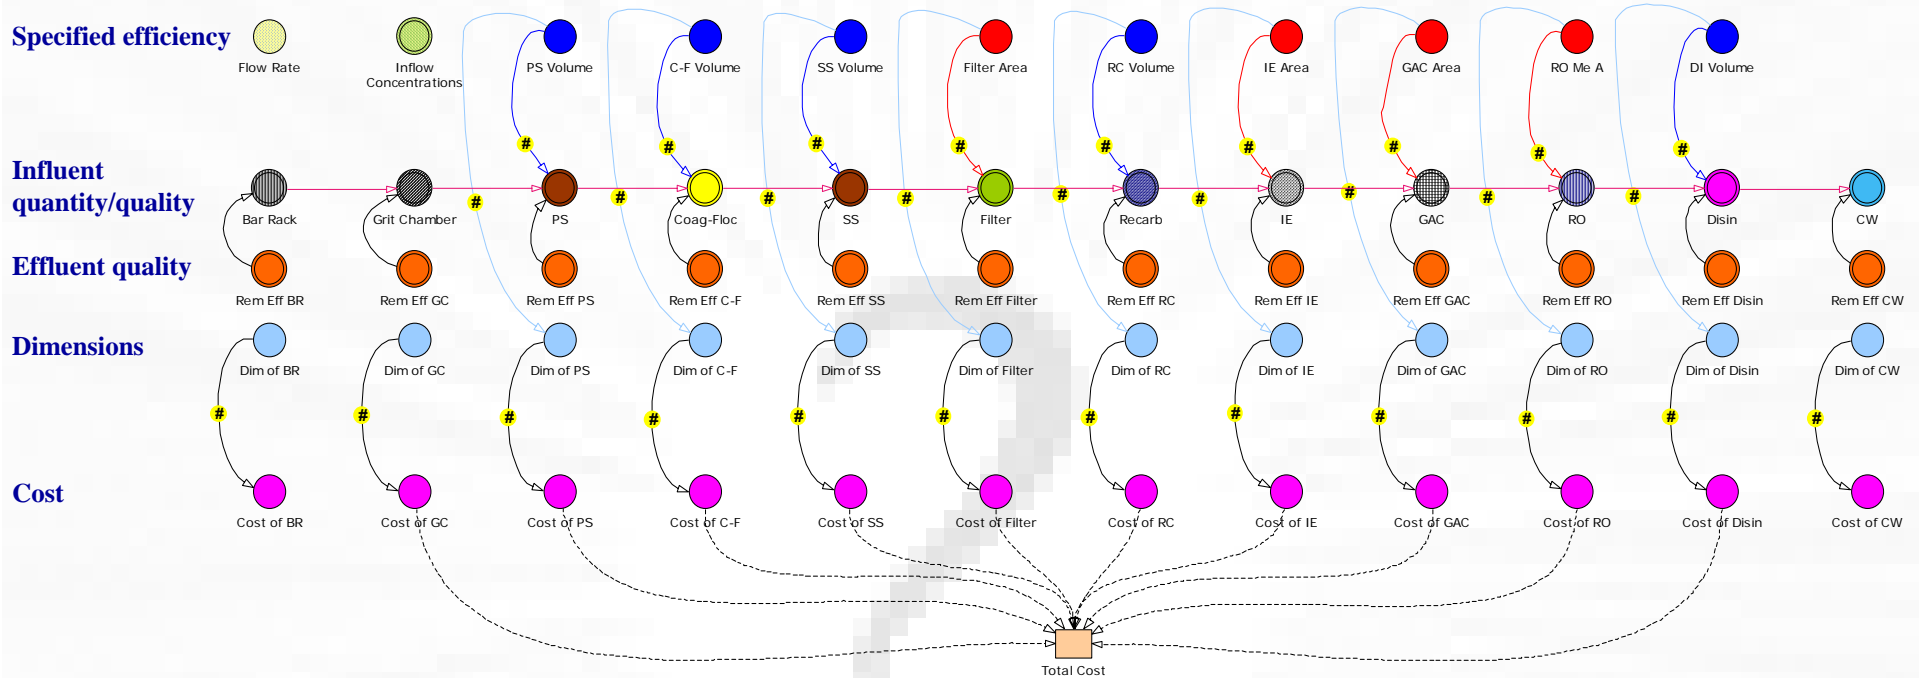 Specified efficiency
Flow Rate
Inflow
Concentrations
PS Volume
C-F Volume
SS Volume
Filter Area
RC Volume
IE Area
GAC Area
RO Me A
DI Volume
# # # # # # # # #
Influent
quantity/quality
Bar Rack
Grit Chamber
PS
Coag-Floc
SS
Filter
Recarb
IE
GAC
RO
Disin
CW
# # # # # # # # #
Effluent quality
Rem Eff BR
Rem Eff GC
Rem Eff PS
Rem Eff C-F
Rem Eff SS
Rem Eff Filter
Rem Eff RC
Rem Eff IE
Rem Eff GAC
Rem Eff RO
Rem Eff Disin
Rem Eff CW
Dimensions
Dim of BR
Dim of GC
Dim of PS
Dim of C-F
Dim of SS
Dim of Filter
Dim of RC
Dim of IE
Dim of GAC
Dim of RO
Dim of Disin
Dim of CW
# # # # # # # # # # # #
Cost
Cost of BR
Cost of GC
Cost of PS
Cost of C-F
Cost of SS
Cost of Filter
Cost of RC
Cost of IE
Cost of GAC
Cost of RO
Cost of Disin
Cost of CW
Total Cost